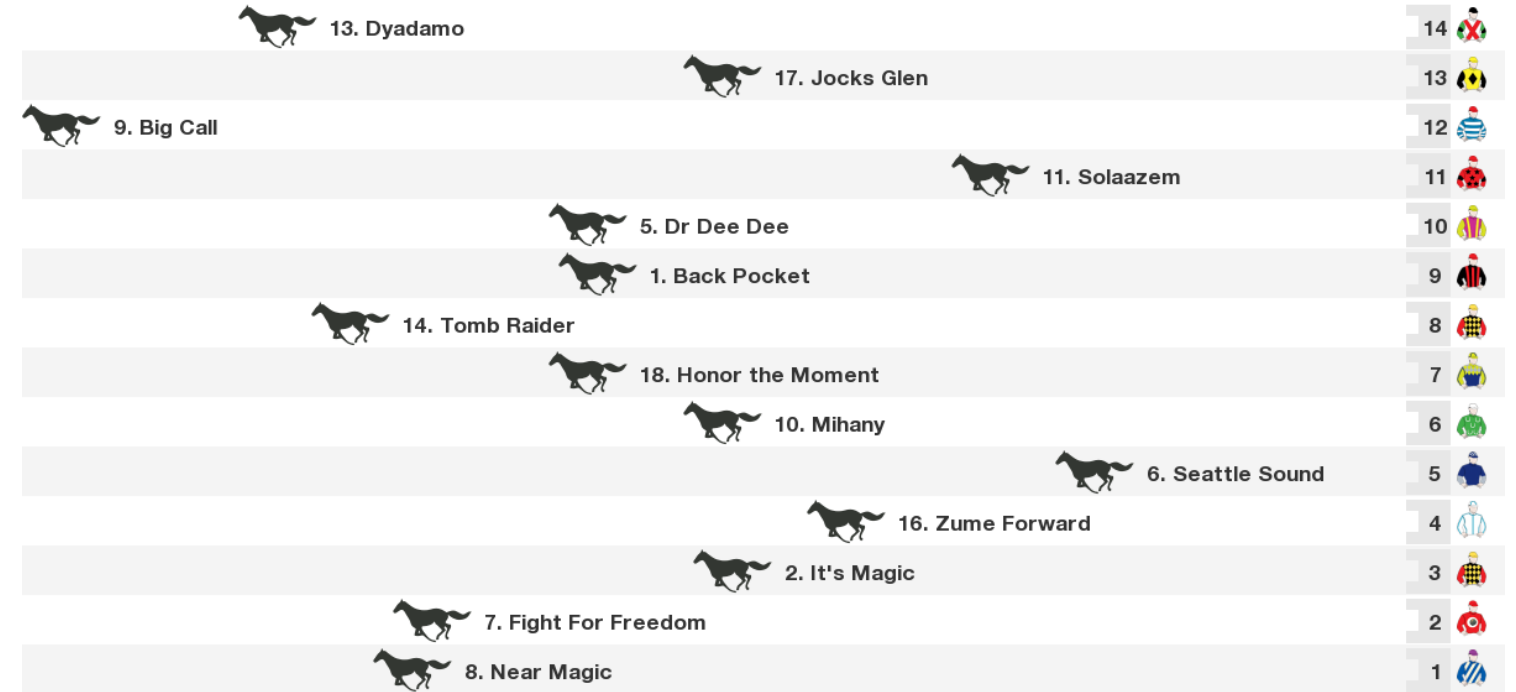 13. Dyadamo 14
17. Jocks Glen 13
9. Big Call 12
11. Solaazem 11
5. Dr Dee Dee 10
1. Back Pocket 9
14. Tomb Raider 8
18. Honor the Moment 7
10. Mihany 6
6. Seattle Sound 5
16. Zume Forward 4
2. It's Magic 3
7. Fight For Freedom 2
8. Near Magic 1